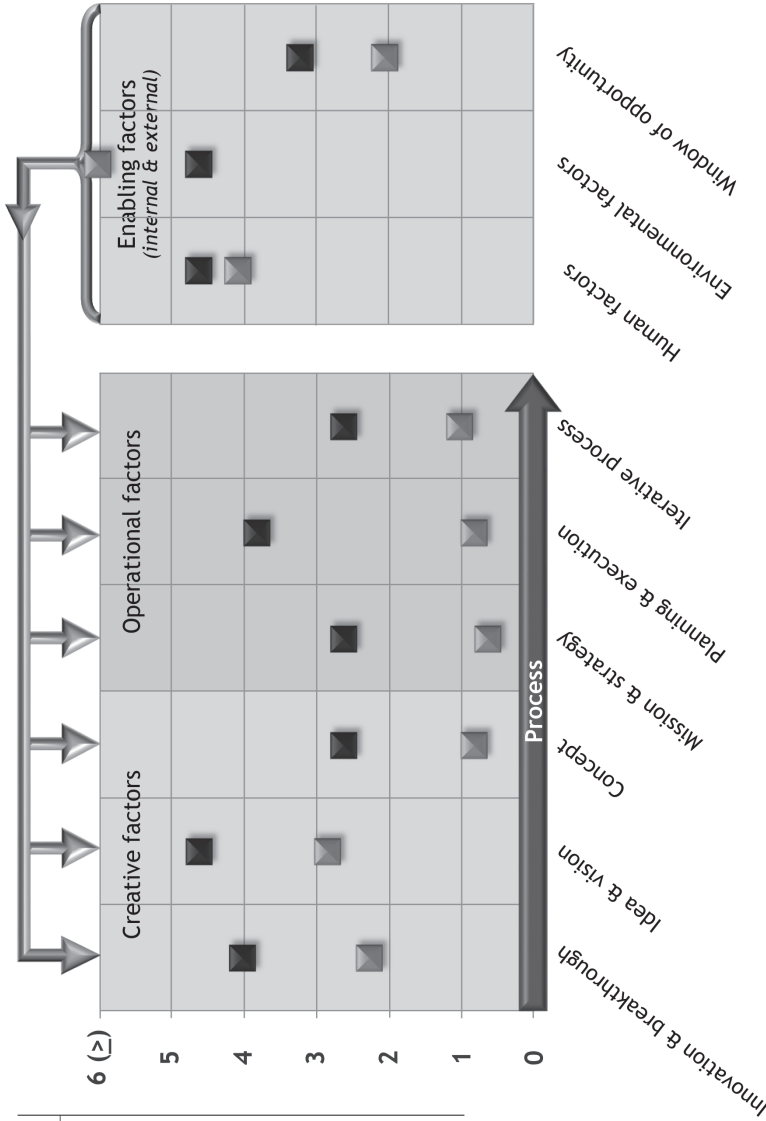 Creative factors
Operational factors
Enabling factors
(internal & external)
6 (≥)
5
4
3
2
1
0
Process
Innovation & breakthrough
Idea & vision
Concept
Mission & strategy
Planning & execution
Iterative process
Human factors
Environmental factors
Window of opportunity